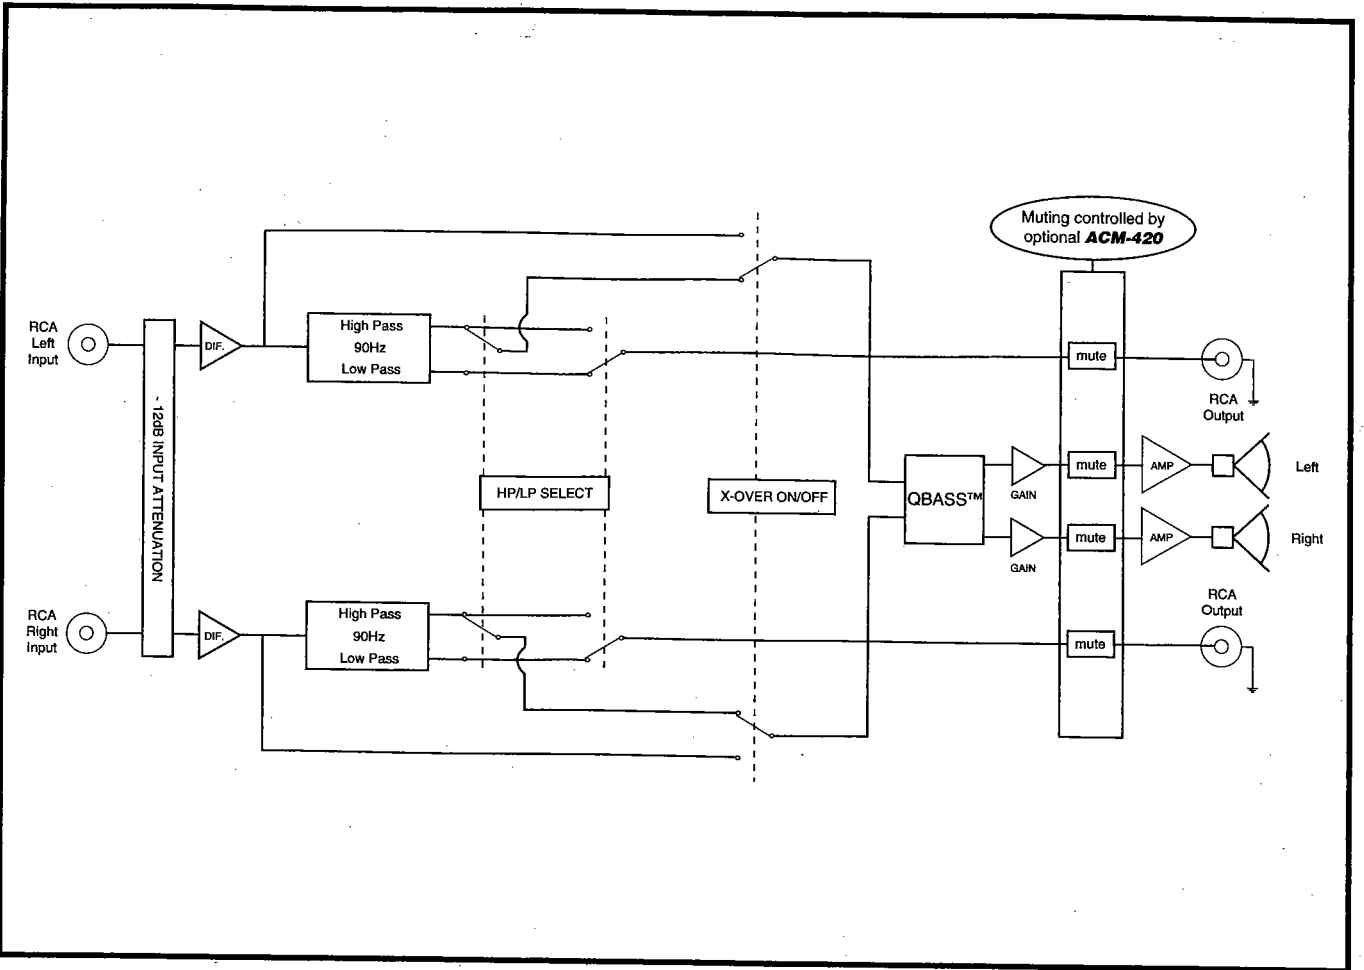 Muting controlled by
optional ACM-420
RCA
Left
Input
- 12dB INPUT ATTENUATION
DIF.
High Pass
90Hz
Low Pass
mute
RCA
Output
HP/LP SELECT
X-OVER ON/OFF
QBASS™
GAIN
mute
AMP
Left
GAIN
mute
AMP
Right
RCA
Right
Input
DIF.
High Pass
90Hz
Low Pass
mute
RCA
Output